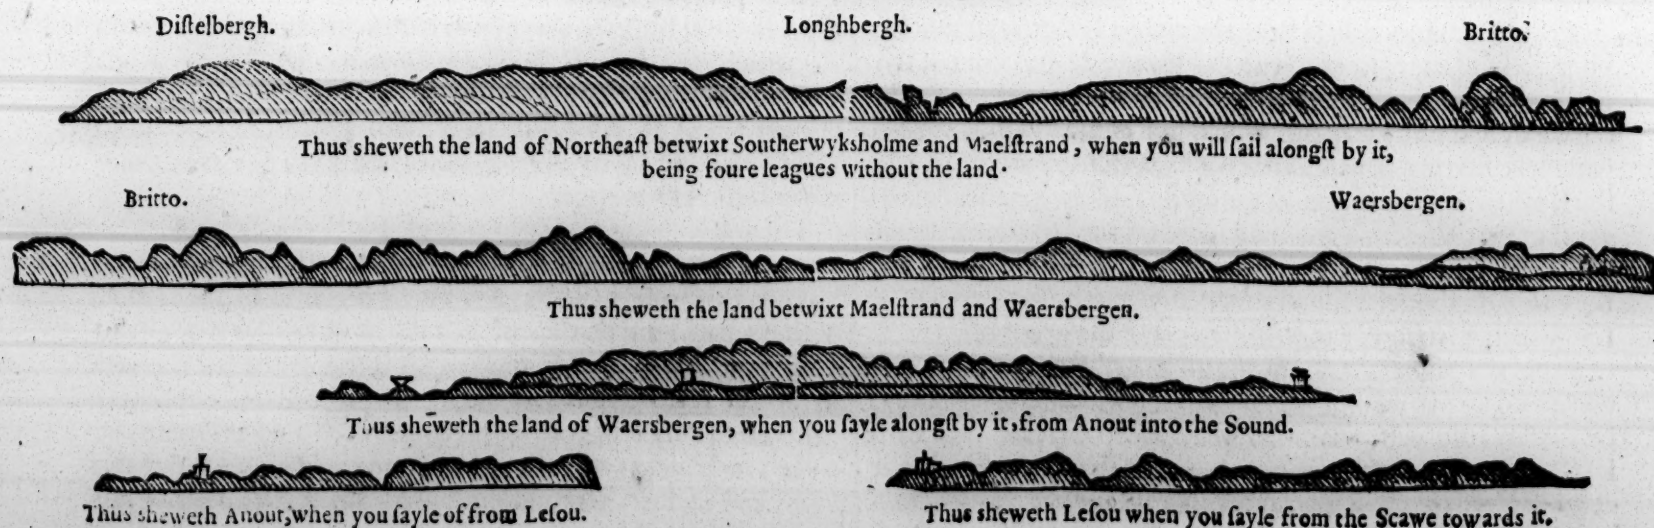 Diſtelbergh. Longhbergh. Britto.
Thus sheweth the land of Northeaſt betwixt Southerwyksholme and Maelſtrand, when you will ſail alongſt by it,
being foure leagues without the land.
Britto. Waersbergen.
Thus sheweth the land betwixt Maelſtrand and Waersbergen.
Thus shēweth the land of Waersbergen, when you ſayle alongſt by it, from Anout into the Sound.
Thus sheweth Anout, when you ſayle of from Leſou.
Thus sheweth Leſou when you ſayle from the Scawe towards it.